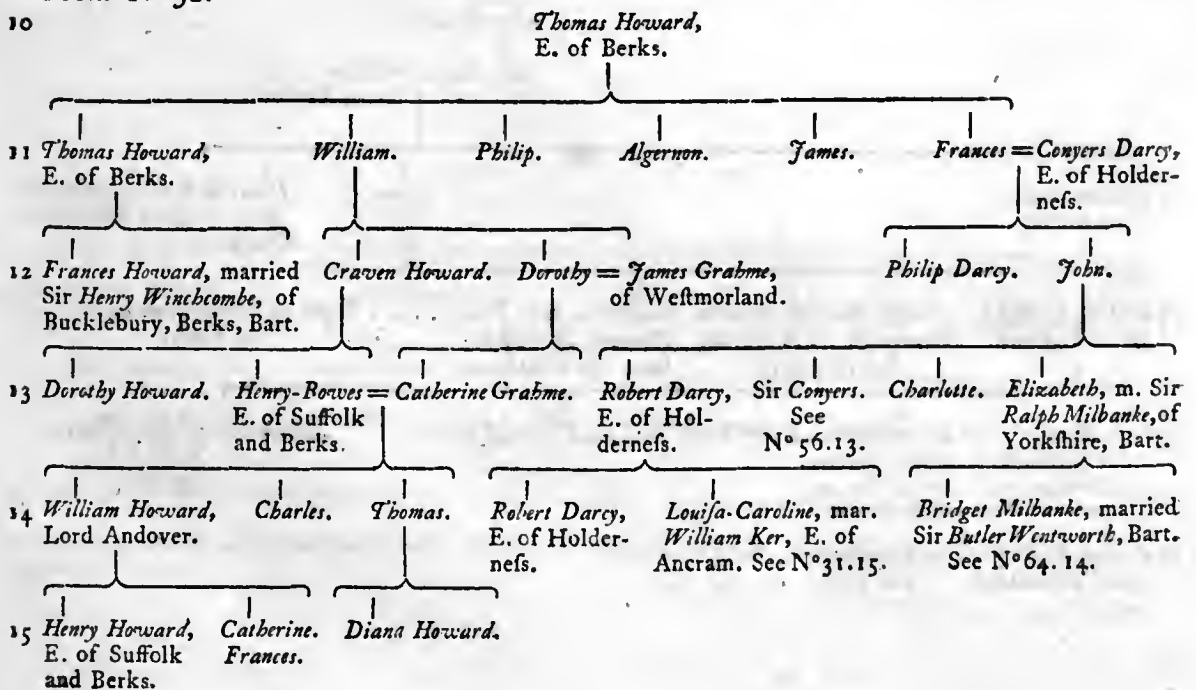 10 Thomas Howard,
E. of Berks.
11 Thomas Howard, William. Philip. Algernon. James. Frances = Conyers Darcy,
E. of Berks. E. of Holder-
neſs.
12 Frances Howard, married Craven Howard. Dorothy = James Grahme, Philip Darcy. John.
Sir Henry Winchcombe, of of Weſtmorland.
Bucklebury, Berks, Bart.
13 Dorothy Howard. Henry-Bowes = Catherine Grahme. Robert Darcy, Sir Conyers. Charlotte. Elizabeth, m. Sir
E. of Suffolk E. of Hol- See Ralph Milbanke, of
and Berks. derneſs. No 56.13. Yorkſhire, Bart.
14 William Howard, Charles. Thomas. Robert Darcy, Louiſa-Caroline, mar. Bridget Milbanke, married
Lord Andover. E. of Holder- William Ker, E. of Sir Butler Wentworth, Bart.
neſs. Ancram. See No 31.15. See No 64. 14.
15 Henry Howard, Catherine. Diana Howard.
E. of Suffolk Frances.
and Berks.